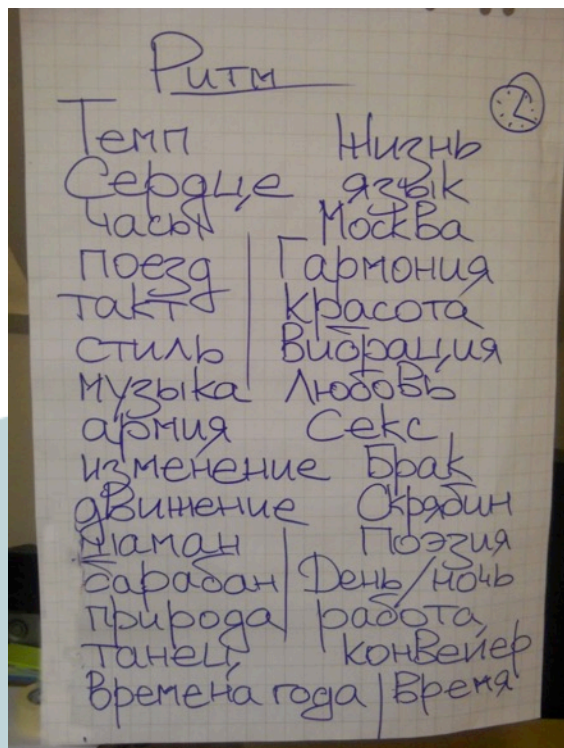 Ритм
Темп Жизнь
Сердце язык
Часы Москва
поезд Гармония
такт красота
стиль Вибрация
музыка любовь
армия Секс
изменение Брак
движение Скрябин
шаман Поэзия
барабан День/ночь
природа работа
танец конвейер
времена года Время